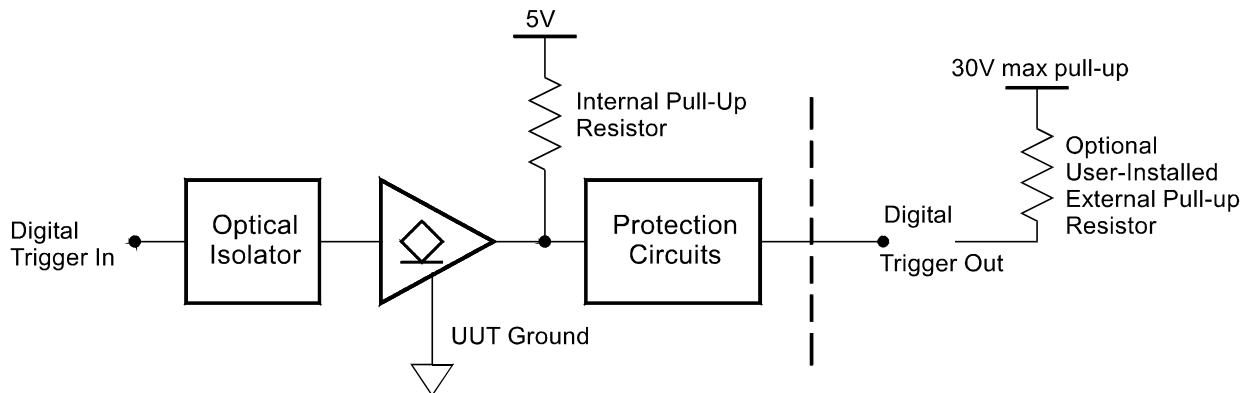 5V
Internal Pull-Up
Resistor
30V max pull-up
Optional
User-Installed
External Pull-up
Resistor
Digital
Trigger In
Optical
Isolator
Protection
Circuits
Digital
Trigger Out
UUT Ground